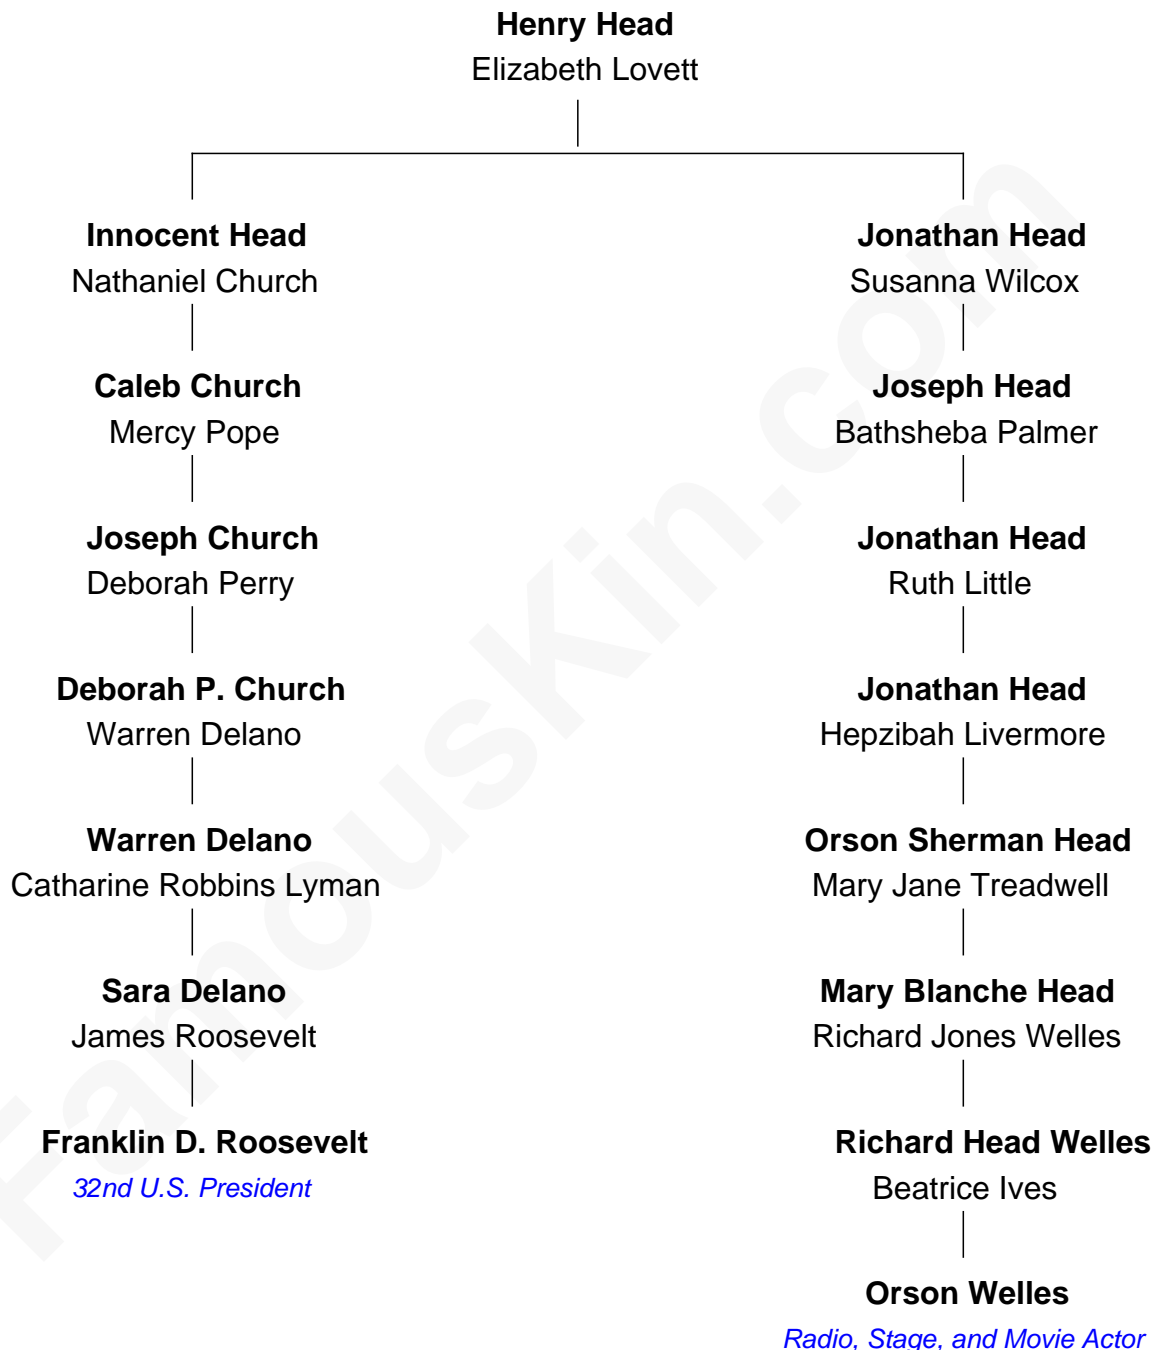 Henry Head
Elizabeth Lovett
Innocent Head
Nathaniel Church
Jonathan Head
Susanna Wilcox
Caleb Church
Mercy Pope
Joseph Head
Bathsheba Palmer
Joseph Church
Deborah Perry
Jonathan Head
Ruth Little
Deborah P. Church
Warren Delano
Jonathan Head
Hepzibah Livermore
Warren Delano
Catharine Robbins Lyman
Orson Sherman Head
Mary Jane Treadwell
Sara Delano
James Roosevelt
Mary Blanche Head
Richard Jones Welles
Franklin D. Roosevelt
32nd U.S. President
Richard Head Welles
Beatrice Ives
Orson Welles
Radio, Stage, and Movie Actor
FamousKin.com